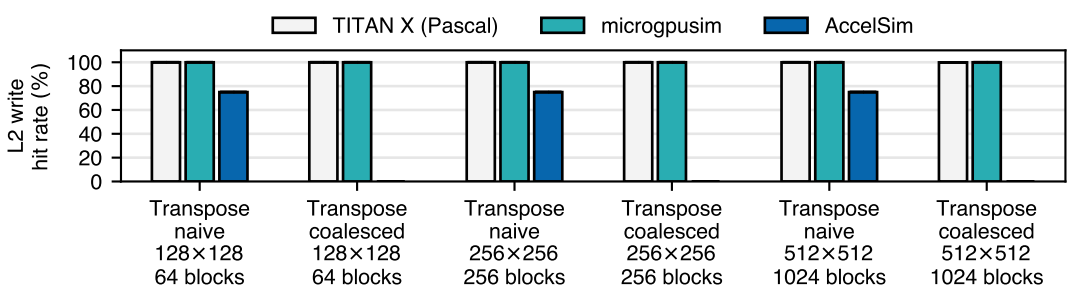 TITAN X (Pascal) microgpusim AccelSim
L2 write
hit rate (%)
100
80
60
40
20
0
Transpose Transpose Transpose Transpose Transpose Transpose
naive coalesced naive coalesced naive coalesced
128×128 128×128 256×256 256×256 512×512 512×512
64 blocks 64 blocks 256 blocks 256 blocks 1024 blocks 1024 blocks